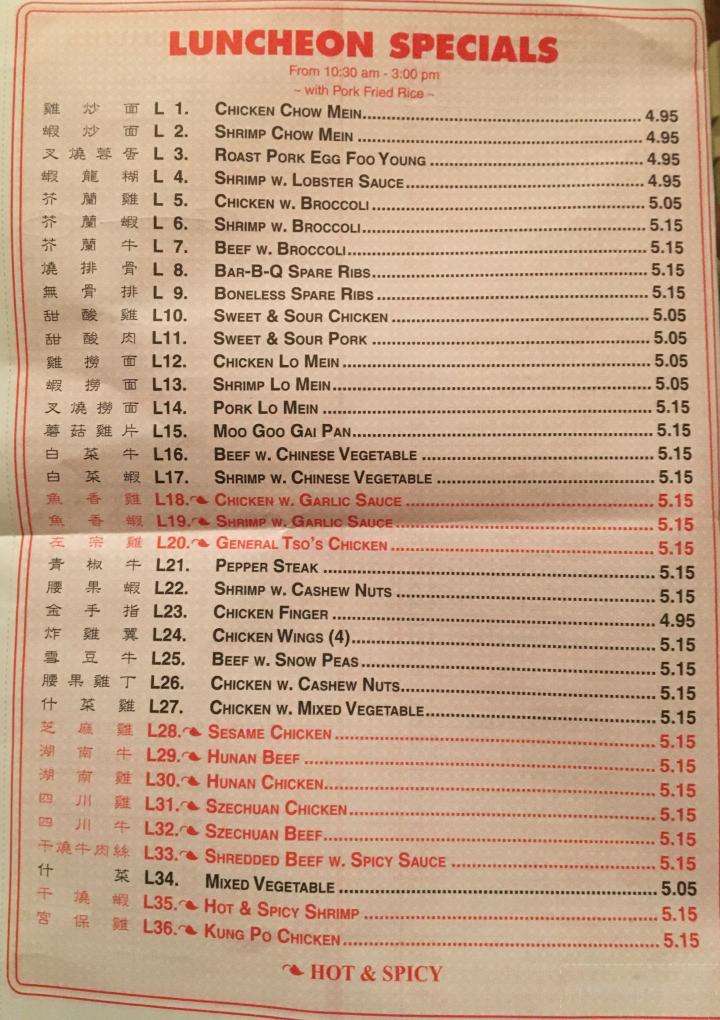 LUNCHEON SPECIALS
From 10:30 am - 3:00 pm
~ with Pork Fried Rice ~
雞炒面 L 1. CHICKEN CHOW MEIN 4.95
蝦炒面 L 2. SHRIMP CHOW MEIN 4.95
叉燒蓉蛋 L 3. ROAST PORK EGG FOO YOUNG 4.95
蝦龍糊 L 4. SHRIMP W. LOBSTER SAUCE 4.95
芥蘭雞 L 5. CHICKEN W. BROCCOLI 5.05
芥蘭蝦 L 6. SHRIMP W. BROCCOLI 5.15
芥蘭牛 L 7. BEEF W. BROCCOLI 5.15
燒排骨 L 8. BAR-B-Q SPARE RIBS 5.15
無骨排 L 9. BONELESS SPARE RIBS 5.15
甜酸雞 L10. SWEET & SOUR CHICKEN 5.05
甜酸肉 L11. SWEET & SOUR PORK 5.05
雞撈面 L12. CHICKEN LO MEIN 5.05
蝦撈面 L13. SHRIMP LO MEIN 5.05
叉燒撈面 L14. PORK LO MEIN 5.15
蘑菇雞片 L15. MOO GOO GAI PAN 5.15
白菜牛 L16. BEEF W. CHINESE VEGETABLE 5.15
白菜蝦 L17. SHRIMP W. CHINESE VEGETABLE 5.15
魚香雞 L18. CHICKEN W. GARLIC SAUCE 5.15
魚香蝦 L19. SHRIMP W. GARLIC SAUCE 5.15
左宗雞 L20. GENERAL TSO'S CHICKEN 5.15
青椒牛 L21. PEPPER STEAK 5.15
腰果蝦 L22. SHRIMP W. CASHEW NUTS 5.15
金手指 L23. CHICKEN FINGER 4.95
炸雞翼 L24. CHICKEN WINGS (4) 5.15
雪豆牛 L25. BEEF W. SNOW PEAS 5.15
腰果雞丁 L26. CHICKEN W. CASHEW NUTS 5.15
什菜雞 L27. CHICKEN W. MIXED VEGETABLE 5.15
芝麻雞 L28. SESAME CHICKEN 5.15
湖南牛 L29. HUNAN BEEF 5.15
湖南雞 L30. HUNAN CHICKEN 5.15
四川雞 L31. SZECHUAN CHICKEN 5.15
四川牛 L32. SZECHUAN BEEF 5.15
干燒牛肉絲 L33. SHREDDED BEEF W. SPICY SAUCE 5.15
什菜 L34. MIXED VEGETABLE 5.05
干燒蝦 L35. HOT & SPICY SHRIMP 5.15
宮保雞 L36. KUNG PO CHICKEN 5.15
HOT & SPICY